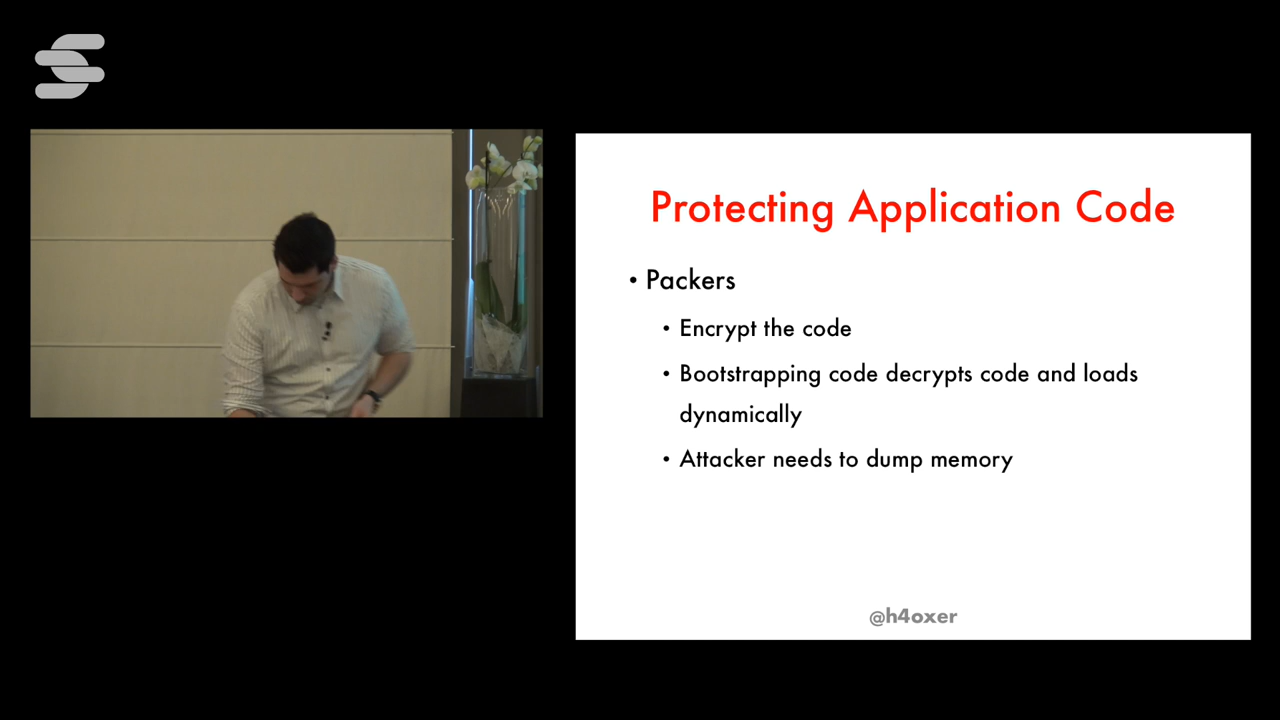 Protecting Application Code
• Packers
• Encrypt the code
• Bootstrapping code decrypts code and loads
dynamically
• Attacker needs to dump memory
@h4oxer